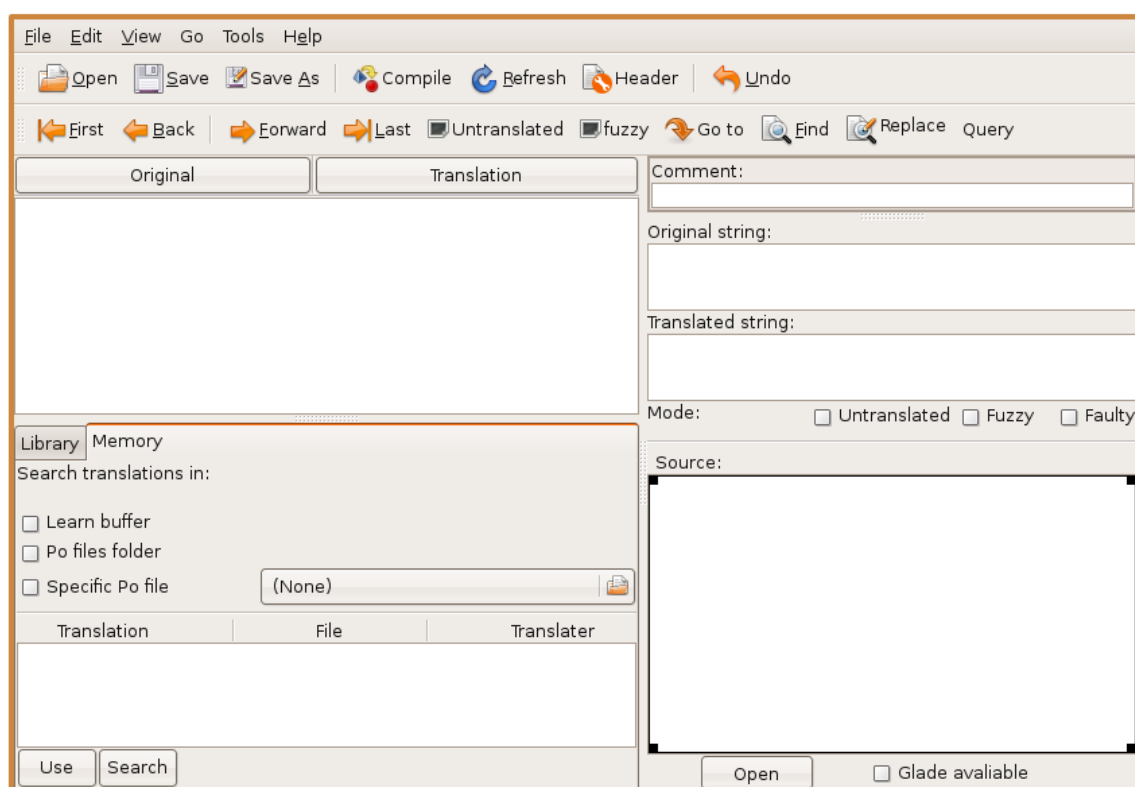 File Edit View Go Tools Help
Open Save Save As Compile Refresh Header Undo
First Back Forward Last Untranslated fuzzy Go to Find Replace Query
Original Translation
Comment:
Original string:
Translated string:
Mode: Untranslated Fuzzy Faulty
Library Memory
Search translations in:
Learn buffer
Po files folder
Specific Po file (None)
Translation File Translater
Use Search
Source:
Open Glade avaliable